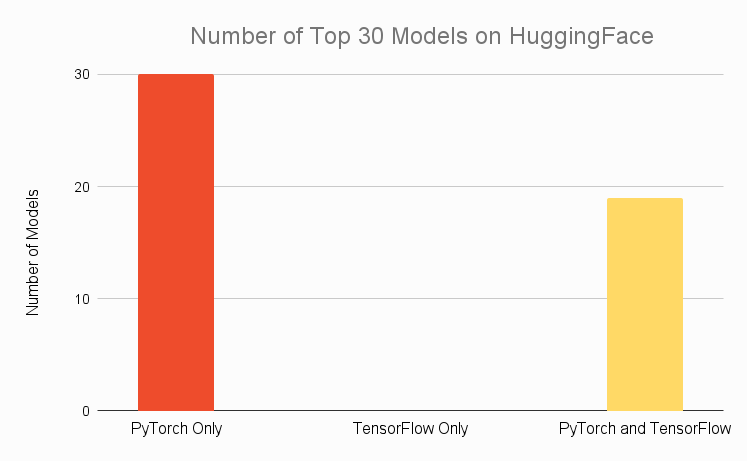 Number of Top 30 Models on HuggingFace
Number of Models
30
20
10
0
PyTorch Only
TensorFlow Only
PyTorch and TensorFlow